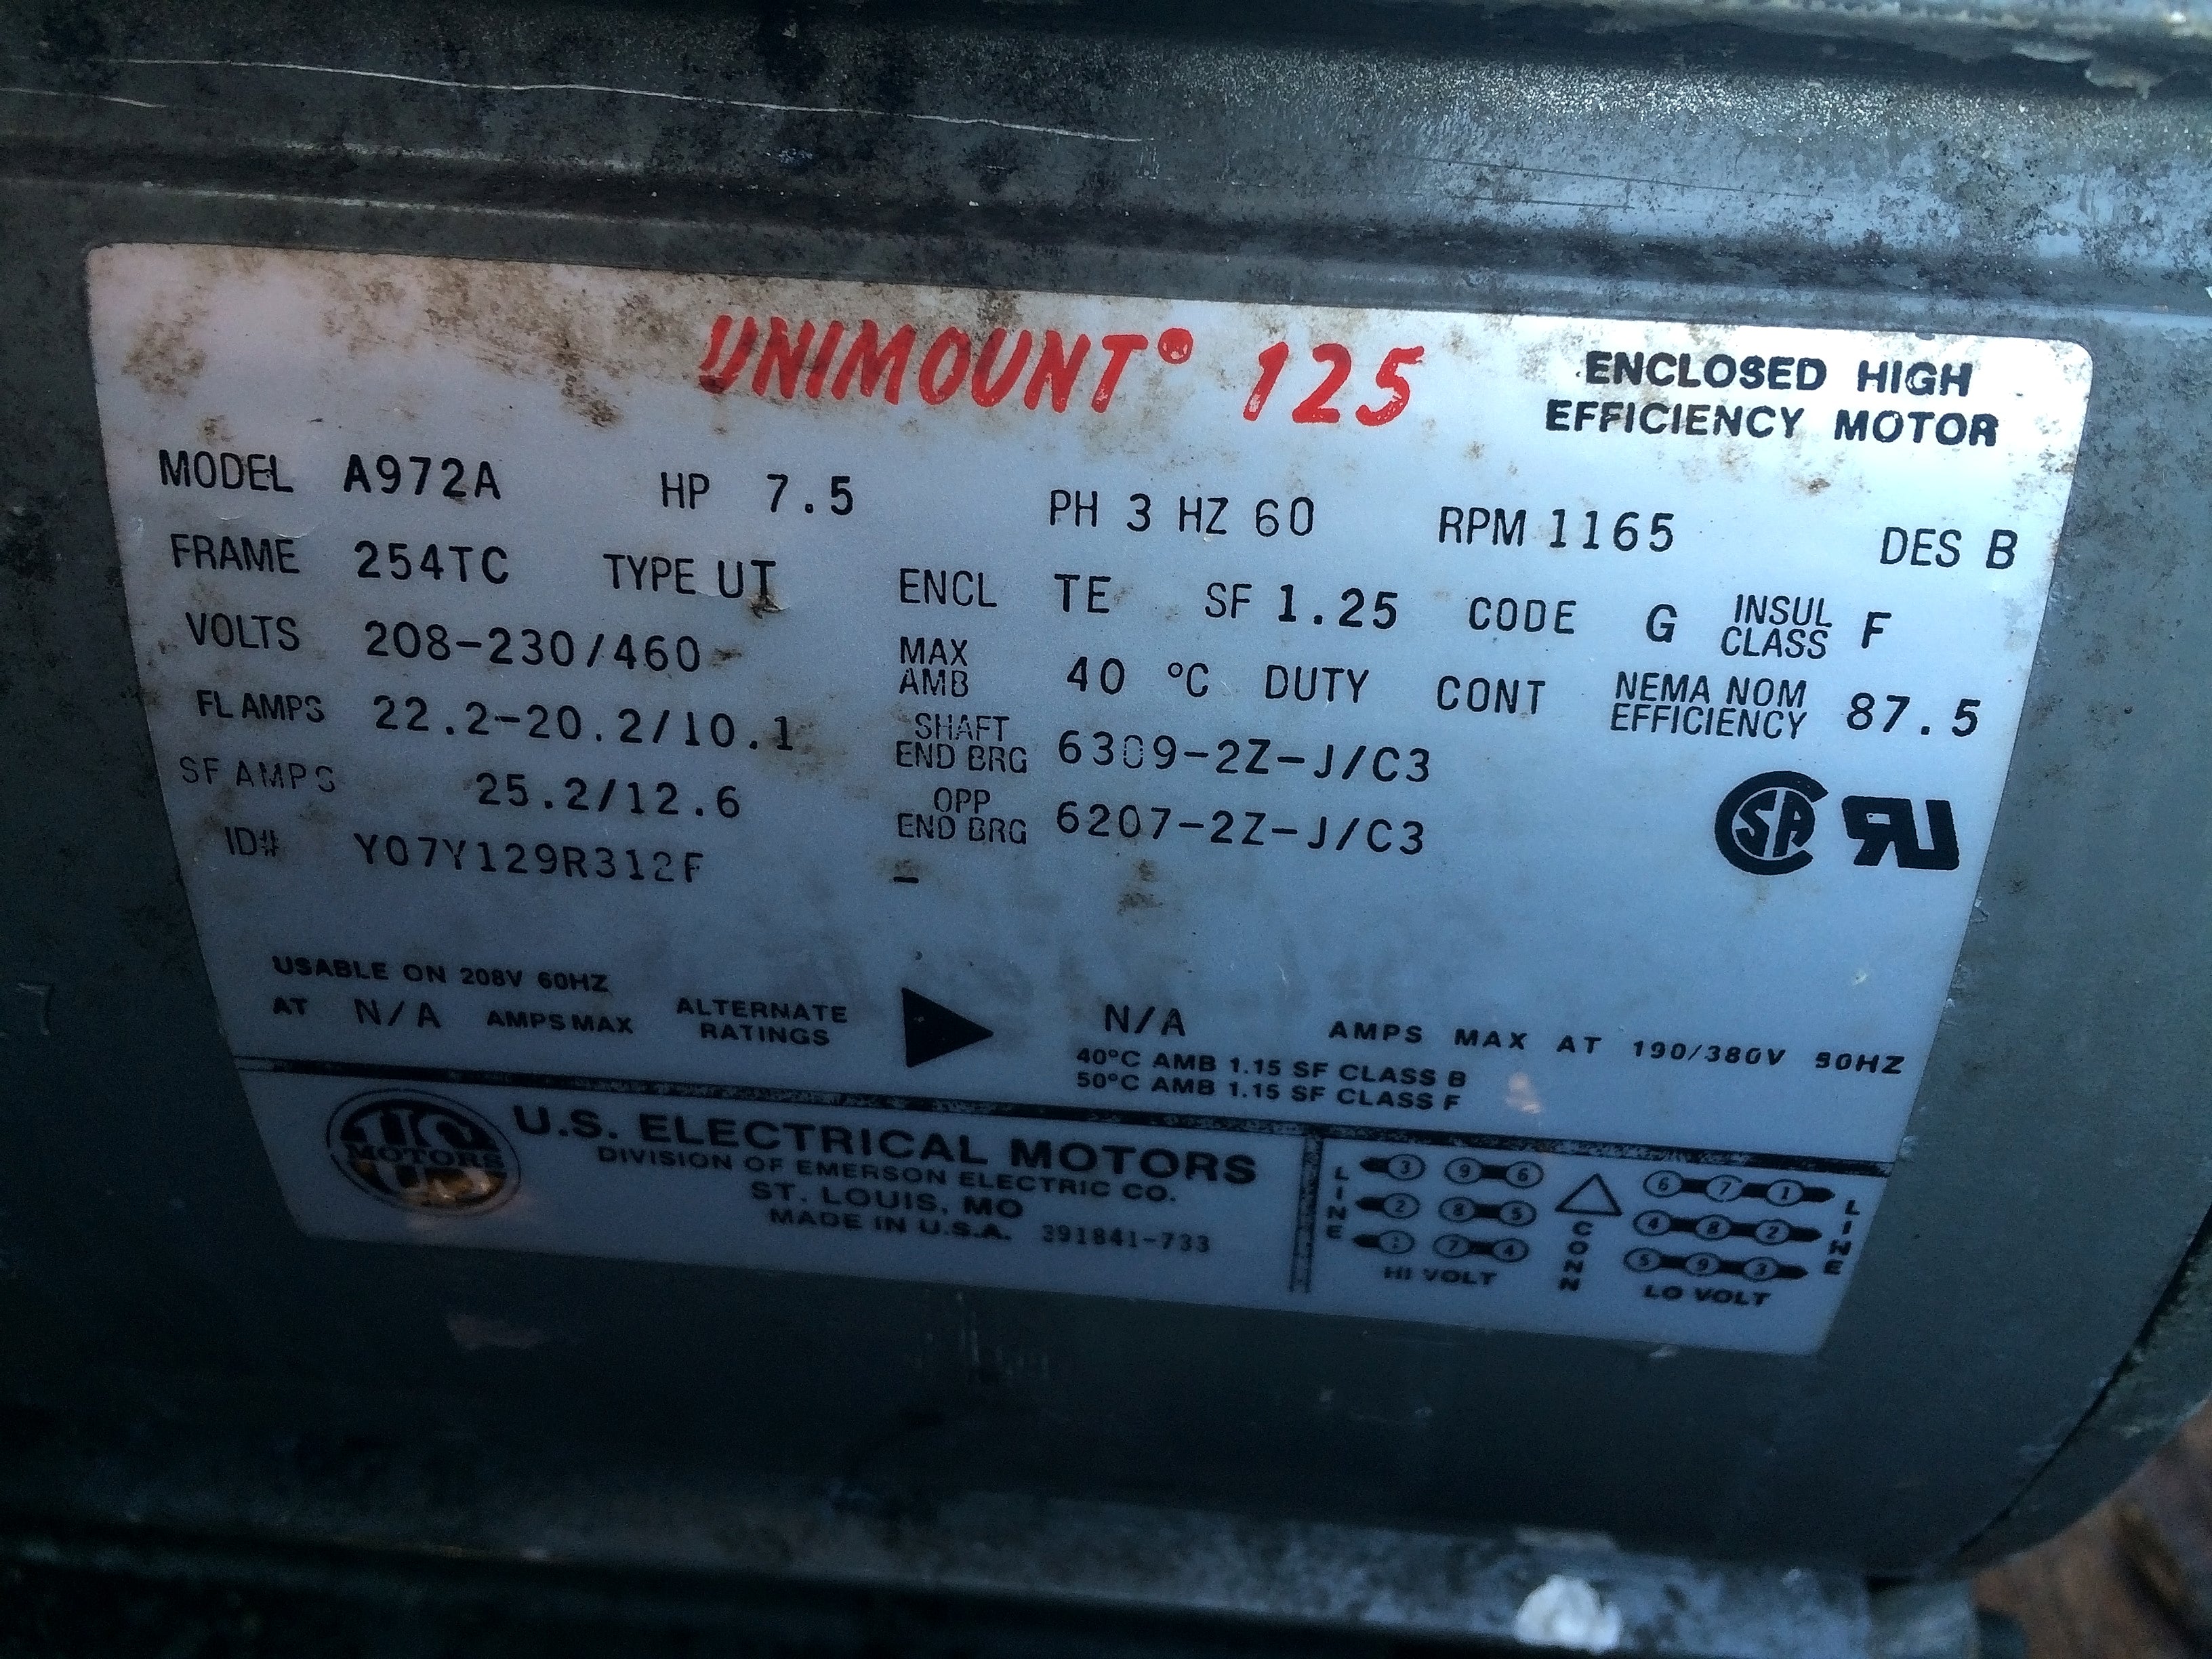 UNIMOUNT® 125
ENCLOSED HIGH
EFFICIENCY MOTOR
MODEL A972A HP 7.5 PH 3 HZ 60 RPM 1165 DES B
FRAME 254TC TYPE UT ENCL TE SF 1.25 CODE G INSUL CLASS F
VOLTS 208-230/460 MAX AMB 40 °C DUTY CONT NEMA NOM EFFICIENCY 87.5
FL AMPS 22.2-20.2/10.1 SHAFT END BRG 6309-2Z-J/C3
SF AMPS 25.2/12.6 OPP END BRG 6207-2Z-J/C3
ID# Y07Y129R312F -
SA
RU
USABLE ON 208V 60HZ
AT N/A AMPS MAX ALTERNATE RATINGS N/A AMPS MAX AT 190/380V 50HZ
40°C AMB 1.15 SF CLASS B
50°C AMB 1.15 SF CLASS F
MOTORS
U.S. ELECTRICAL MOTORS
DIVISION OF EMERSON ELECTRIC CO.
ST. LOUIS, MO
MADE IN U.S.A. 391841-733
LINE 3 9 6 CONN 6 7 1 LINE
2 8 5 4 8 2
1 7 4 5 9 3
HI VOLT LO VOLT